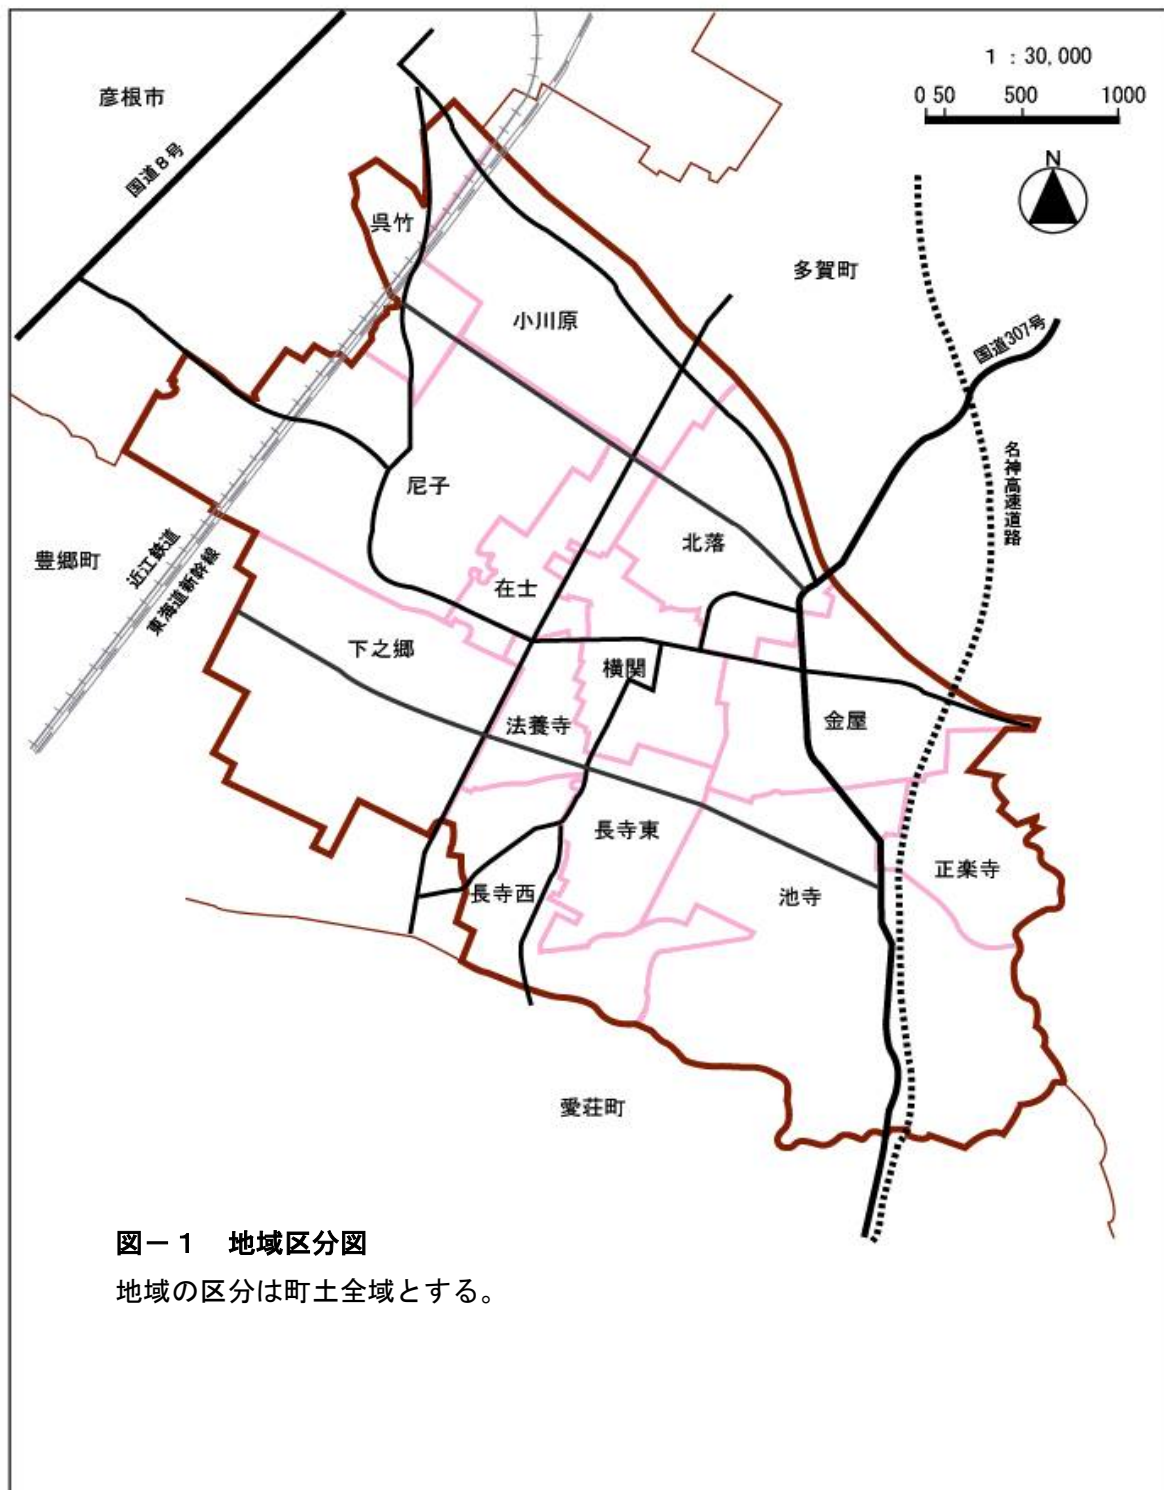 1 : 30,000
0 50 500 1000
N
彦根市
国道8号
呉竹
小川原
多賀町
国道307号
名神高速道路
尼子
北落
豊郷町
近江鉄道
東海道新幹線
在士
下之郷
横関
法養寺
金屋
長寺東
正楽寺
長寺西
池寺
愛荘町
図－1 地域区分図
地域の区分は町土全域とする。